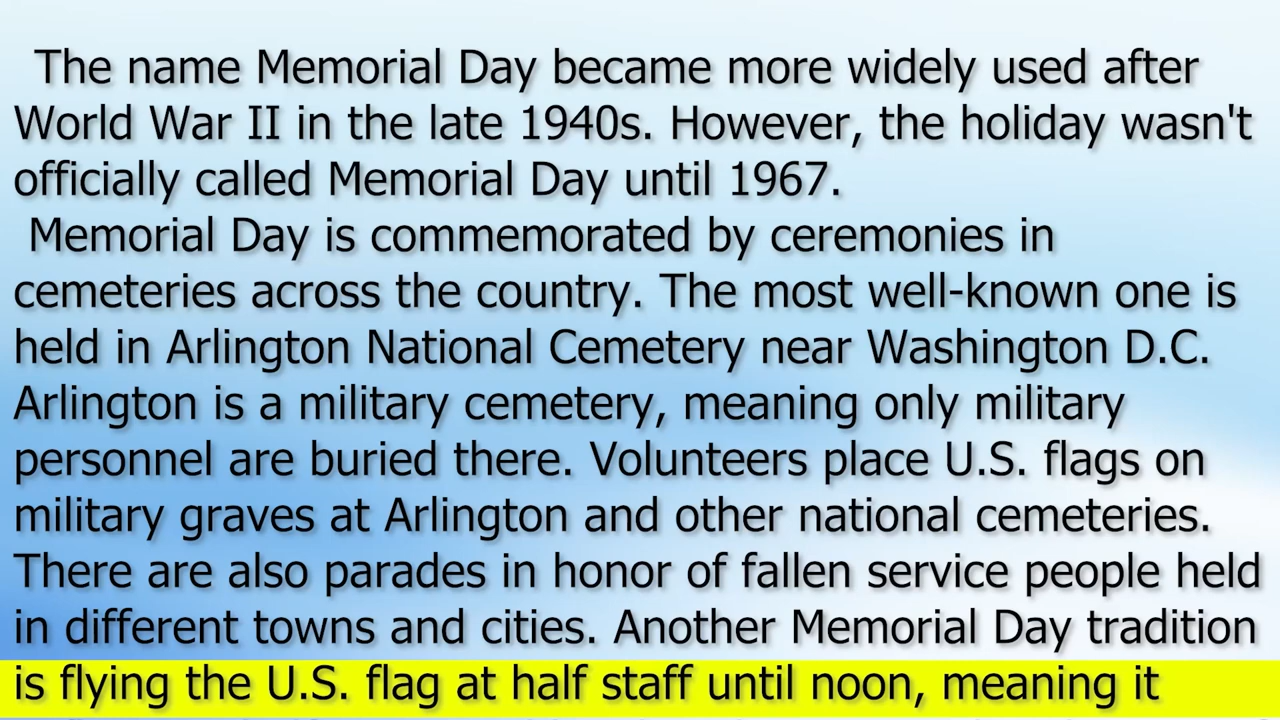 The name Memorial Day became more widely used after
World War II in the late 1940s. However, the holiday wasn't
officially called Memorial Day until 1967.
Memorial Day is commemorated by ceremonies in
cemeteries across the country. The most well-known one is
held in Arlington National Cemetery near Washington D.C.
Arlington is a military cemetery, meaning only military
personnel are buried there. Volunteers place U.S. flags on
military graves at Arlington and other national cemeteries.
There are also parades in honor of fallen service people held
in different towns and cities. Another Memorial Day tradition
is flying the U.S. flag at half staff until noon, meaning it